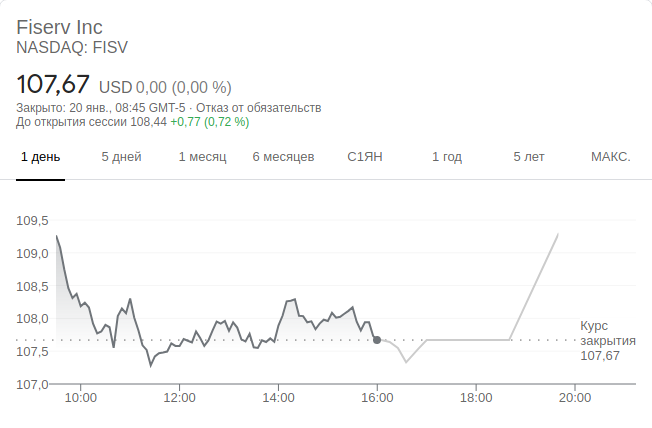 Fiserv Inc
NASDAQ: FISV
107,67 USD 0,00 (0,00 %)
Закрыто: 20 янв., 08:45 GMT-5 · Отказ от обязательств
До открытия сессии 108,44 +0,77 (0,72 %)
1 день 5 дней 1 месяц 6 месяцев С1ЯН 1 год 5 лет МАКС.
109,5
109,0
108,5
108,0
107,5
107,0
Курс
закрытия
107,67
10:00 12:00 14:00 16:00 18:00 20:00